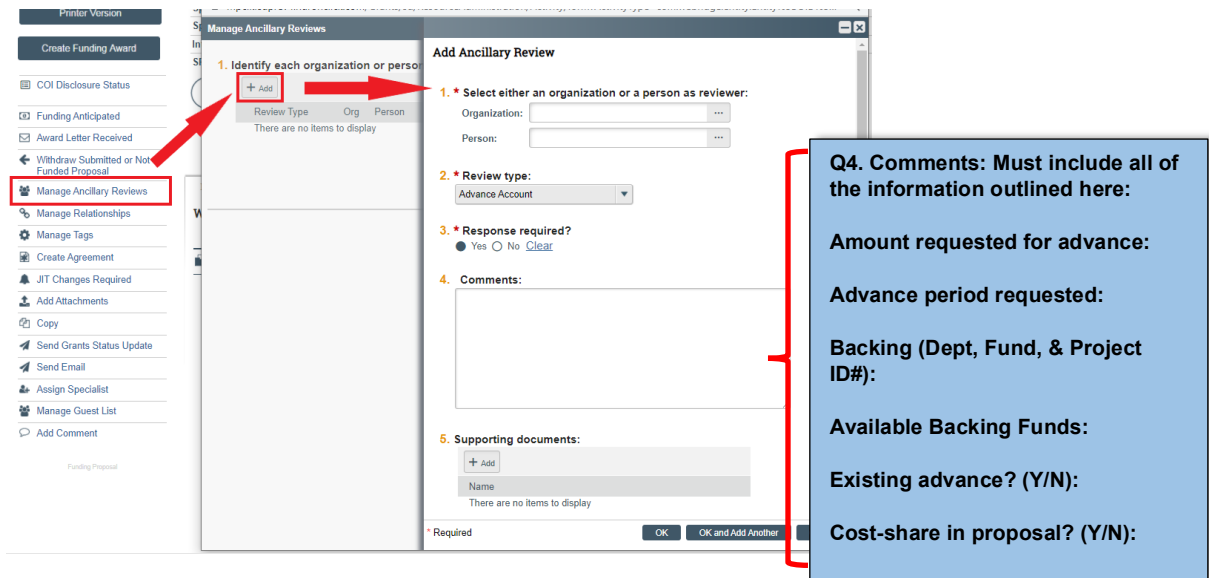 Printer Version
Create Funding Award
COI Disclosure Status
Funding Anticipated
Award Letter Received
Withdraw Submitted or Not
Funded Proposal
Manage Ancillary Reviews
Manage Relationships
Manage Tags
Create Agreement
JIT Changes Required
Add Attachments
Copy
Send Grants Status Update
Send Email
Assign Specialist
Manage Guest List
Add Comment
Funding Proposal
Manage Ancillary Reviews
1. Identify each organization or perso
+ Add
Review Type Org Person
There are no items to display
Add Ancillary Review
1. * Select either an organization or a person as reviewer:
Organization: ...
Person: ...
2. * Review type:
Advance Account
3. * Response required?
Yes No Clear
4. Comments:
5. Supporting documents:
+ Add
Name
There are no items to display
* Required
OK OK and Add Another
Q4. Comments: Must include all of
the information outlined here:
Amount requested for advance:
Advance period requested:
Backing (Dept, Fund, & Project
ID#):
Available Backing Funds:
Existing advance? (Y/N):
Cost-share in proposal? (Y/N):